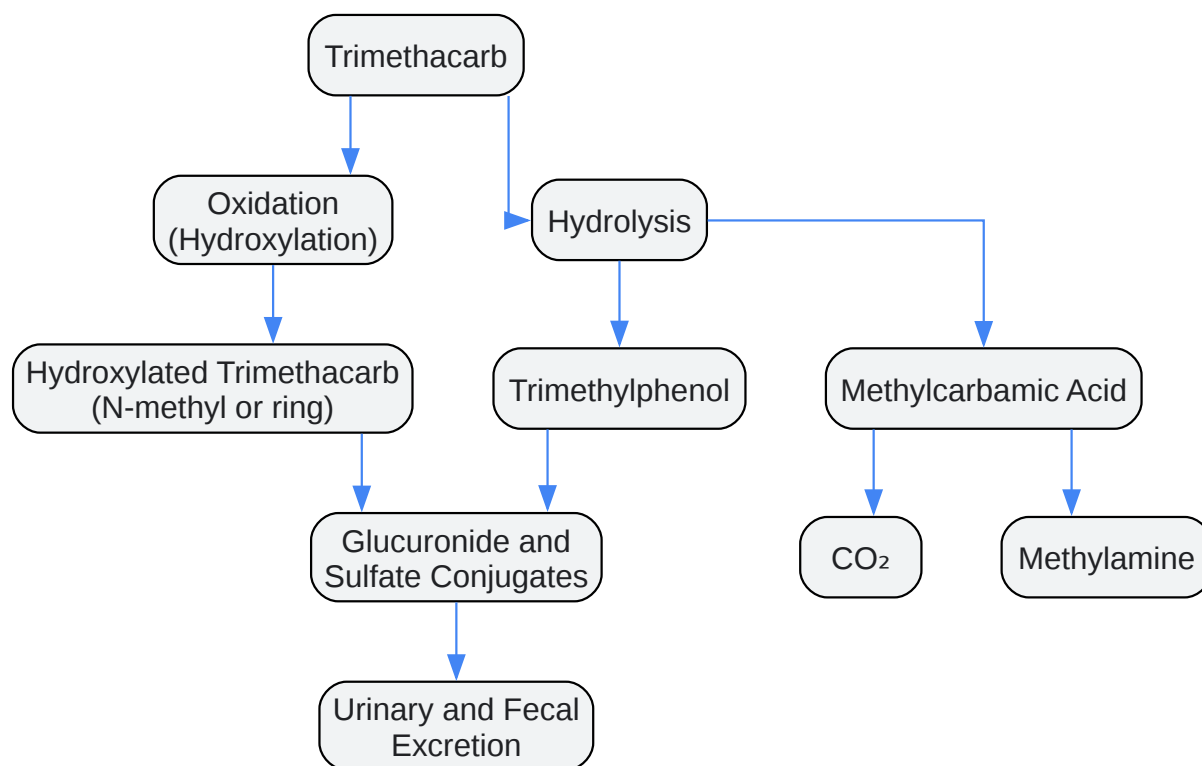 Trimethacarb
Oxidation
(Hydroxylation)
Hydrolysis
Hydroxylated Trimethacarb
(N-methyl or ring)
Trimethylphenol
Methylcarbamic Acid
Glucuronide and
Sulfate Conjugates
CO₂
Methylamine
Urinary and Fecal
Excretion